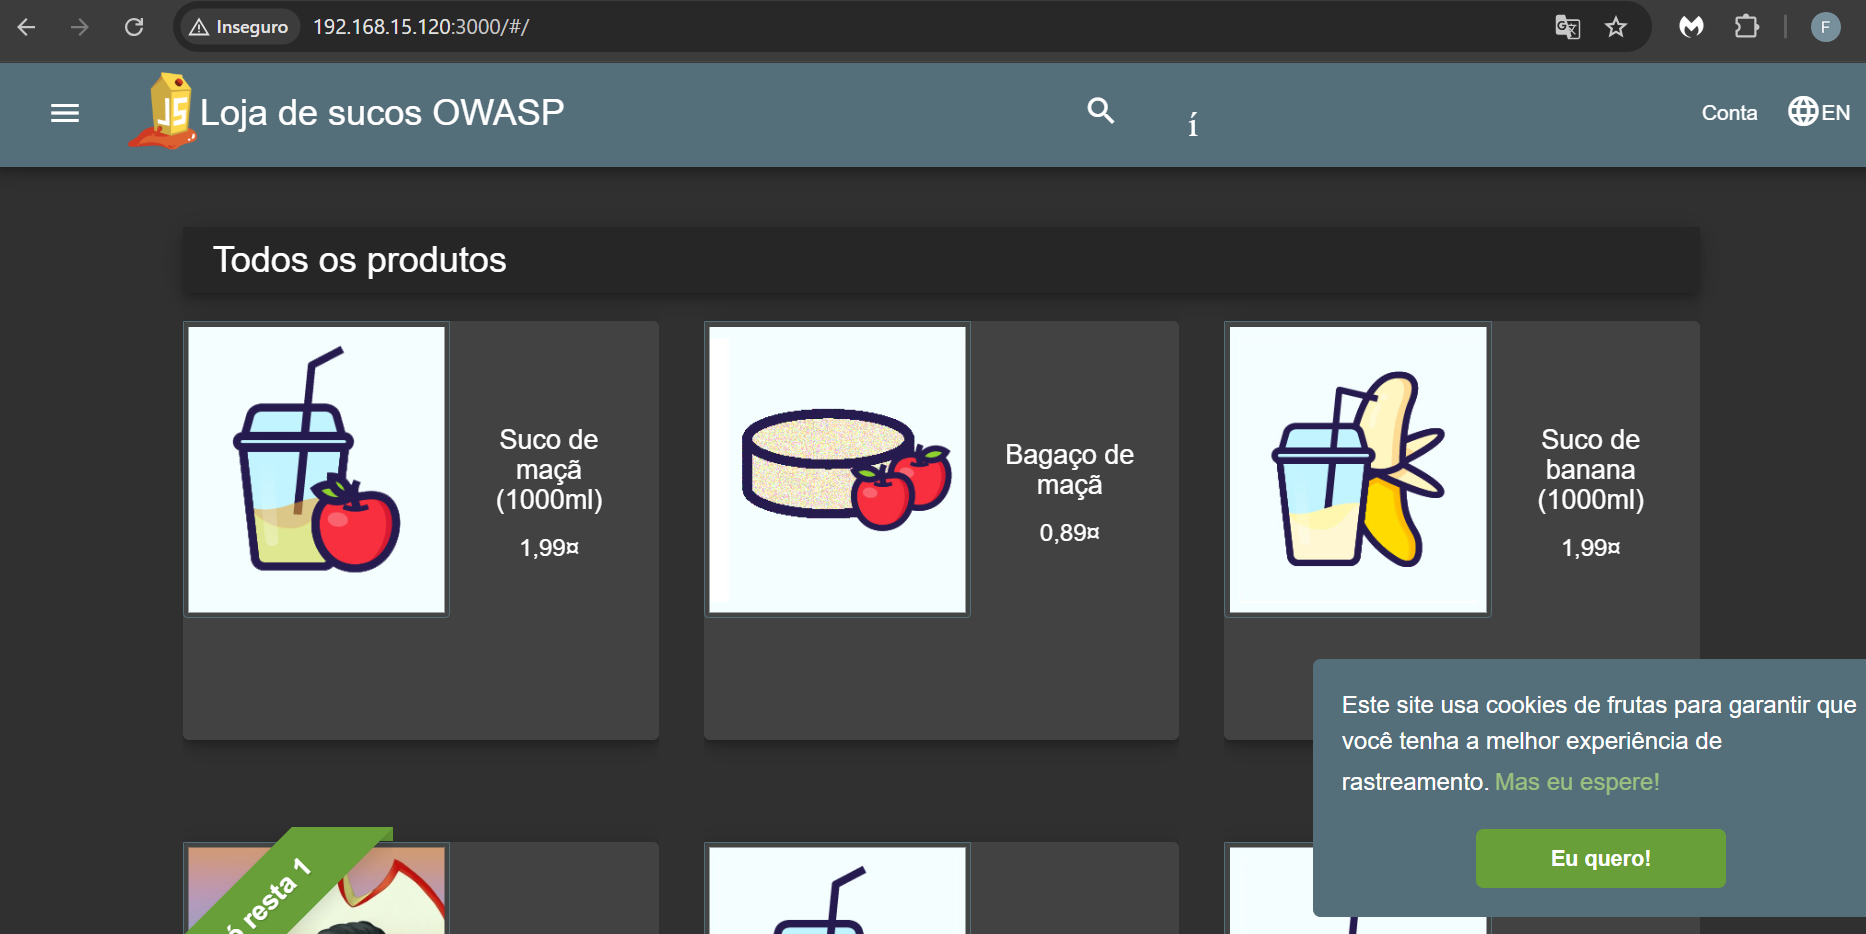 Inseguro 192.168.15.120:3000/#/
F
JS Loja de sucos OWASP
í
Conta EN
Todos os produtos
Suco de
maçã
(1000ml)
1,99¤
Bagaço de
maçã
0,89¤
Suco de
banana
(1000ml)
1,99¤
Este site usa cookies de frutas para garantir que
você tenha a melhor experiência de
rastreamento. Mas eu espere!
Eu quero!
resta 1